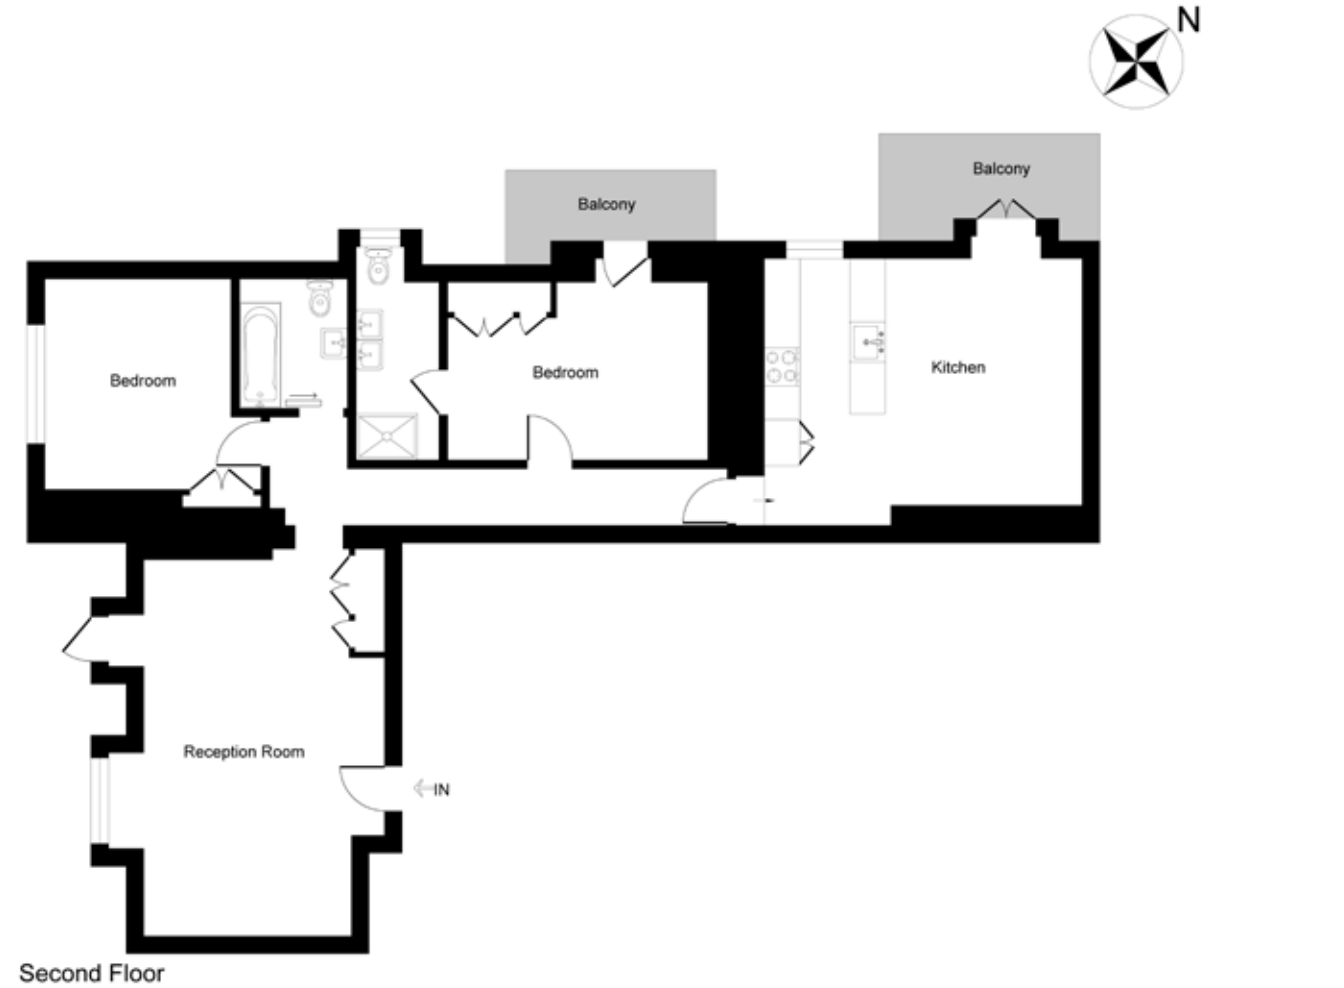 N
Balcony
Balcony
Bedroom
Bedroom
Kitchen
Reception Room
IN
Second Floor